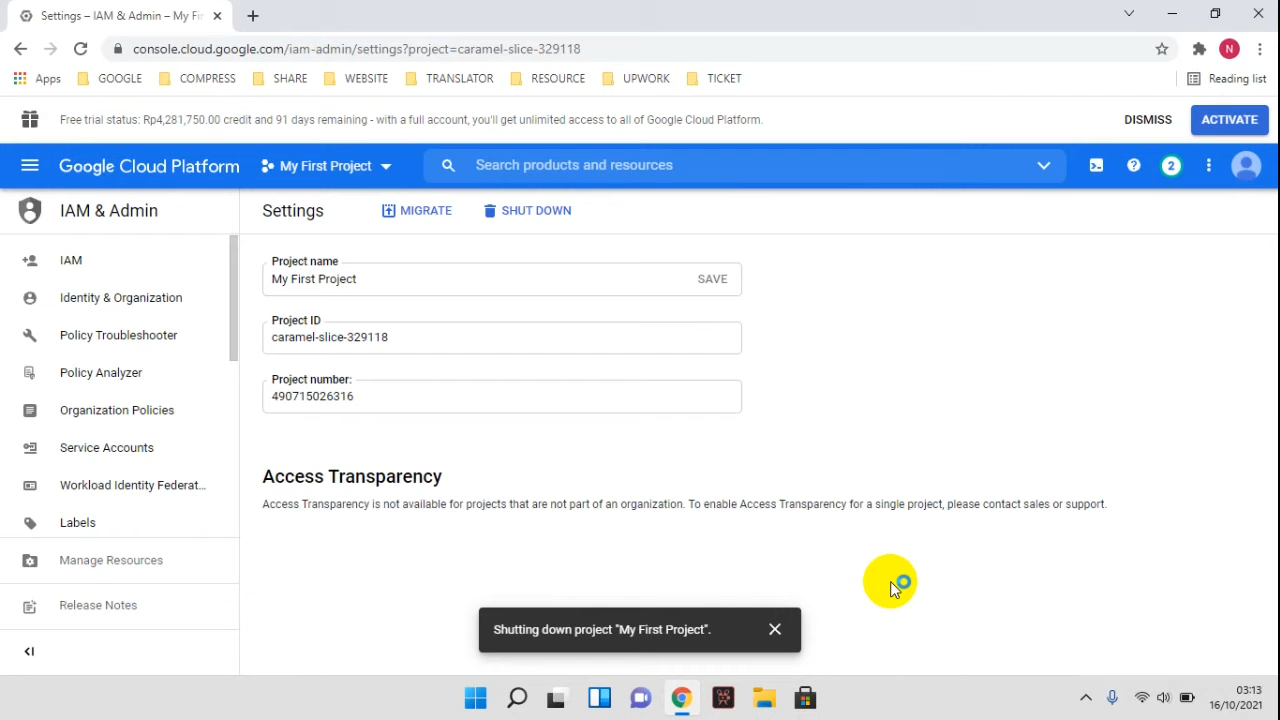 Settings – IAM & Admin – My Fir
console.cloud.google.com/iam-admin/settings?project=caramel-slice-329118
N
Apps
GOOGLE
COMPRESS
SHARE
WEBSITE
TRANSLATOR
RESOURCE
UPWORK
TICKET
Reading list
Free trial status: Rp4,281,750.00 credit and 91 days remaining - with a full account, you'll get unlimited access to all of Google Cloud Platform.
DISMISS
ACTIVATE
Google Cloud Platform
My First Project
Search products and resources
2
IAM & Admin
Settings
MIGRATE
SHUT DOWN
IAM
Identity & Organization
Policy Troubleshooter
Policy Analyzer
Organization Policies
Service Accounts
Workload Identity Federat...
Labels
Manage Resources
Release Notes
Project name
My First Project
SAVE
Project ID
caramel-slice-329118
Project number:
490715026316
Access Transparency
Access Transparency is not available for projects that are not part of an organization. To enable Access Transparency for a single project, please contact sales or support.
Shutting down project "My First Project".
03:13
16/10/2021